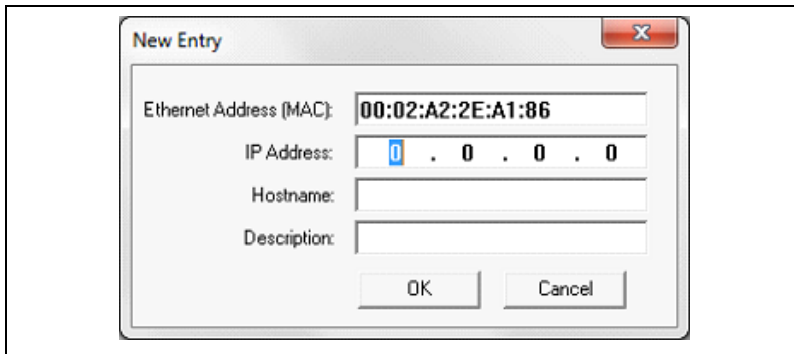 New Entry
Ethernet Address (MAC): 00:02:A2:2E:A1:86
IP Address: 0 . 0 . 0 . 0
Hostname:
Description:
OK Cancel